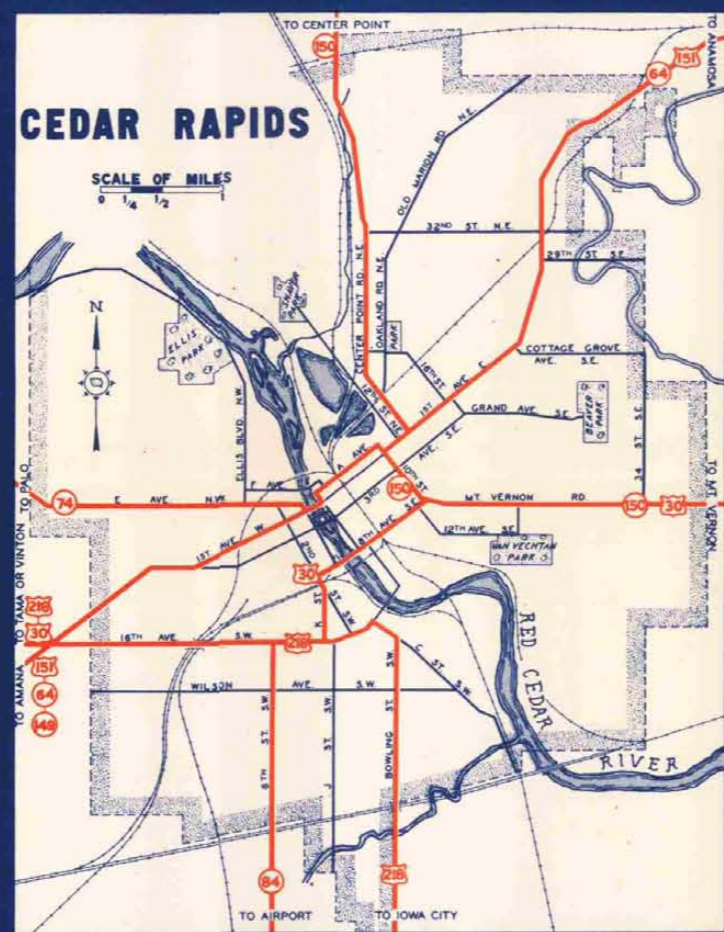 TO CENTER POINT
150
151
64
TO ANAMOSA
CEDAR RAPIDS
SCALE OF MILES
0 1/4 1/2 1
OLD MARION RD N.E.
32ND ST. N.E.
29TH ST. S.E.
N
ELLIS PARK
CENTER POINT RD. N.E.
OAKLAND RD N.E.
PARK
COTTAGE GROVE
AVE. S.E.
16TH ST.
1ST AVE E
12TH ST. N.E.
GRAND AVE S.E.
BEAVER PARK
34 ST S.E.
ELLIS BLVD. N.W.
A AVE
AVE. S.E.
3RD
10TH ST.
F AVE
TO PALO
74
E AVE. N.W.
150
MT. VERNON RD.
150
30
TO MT. VERNON
1ST AVE W
2ND
8TH AVE S.E.
12TH AVE S.E.
VAN VECHTAN
PARK
30
TO TAMA OR VINTON
218
30
K ST
ST. S.W.
16TH AVE S.W.
218
151
64
149
TO AMANA
C ST S.W.
WILSON AVE. S.W.
6TH ST. S.W.
J ST. S.W.
BOWLING ST. S.W.
RED CEDAR
RIVER
84
218
TO AIRPORT
TO IOWA CITY